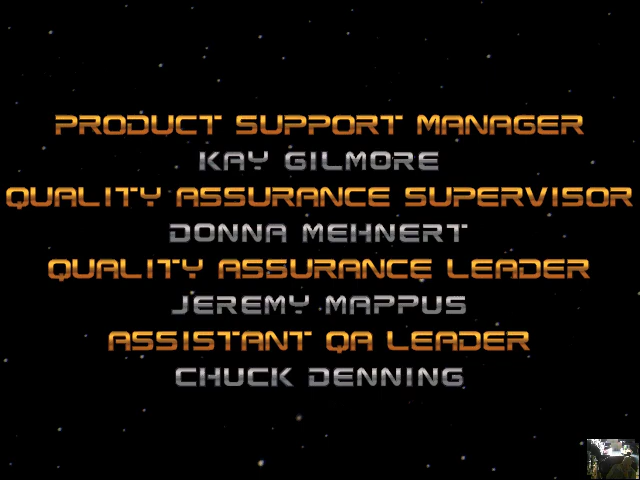 PRODUCT SUPPORT MANAGER
KAY GILMORE
QUALITY ASSURANCE SUPERVISOR
DONNA MEHNERT
QUALITY ASSURANCE LEADER
JEREMY MAPPUS
ASSISTANT QA LEADER
CHUCK DENNING